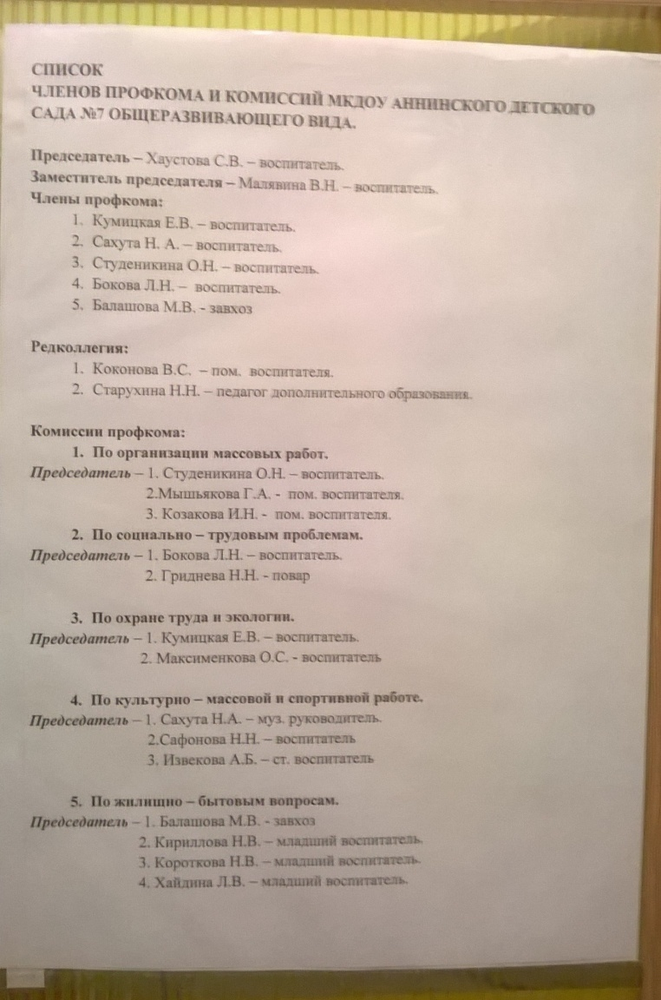 СПИСОК
ЧЛЕНОВ ПРОФКОМА И КОМИССИЙ МКДОУ АННИНСКОГО ДЕТСКОГО
САДА №7 ОБЩЕРАЗВИВАЮЩЕГО ВИДА.
Председатель – Хаустова С.В. – воспитатель.
Заместитель председателя – Малявина В.Н. – воспитатель.
Члены профкома:
1. Кумицкая Е.В. – воспитатель.
2. Сахута Н. А. – воспитатель.
3. Студеникина О.Н. – воспитатель.
4. Бокова Л.Н. – воспитатель.
5. Балашова М.В. - завхоз
Редколлегия:
1. Коконова В.С. – пом. воспитателя.
2. Старухина Н.Н. – педагог дополнительного образования.
Комиссии профкома:
1. По организации массовых работ.
Председатель – 1. Студеникина О.Н. – воспитатель.
2.Мышьякова Г.А. - пом. воспитателя.
3. Козакова И.Н. - пом. воспитателя.
2. По социально – трудовым проблемам.
Председатель – 1. Бокова Л.Н. – воспитатель.
2. Гриднева Н.Н. - повар
3. По охране труда и экологии.
Председатель – 1. Кумицкая Е.В. – воспитатель.
2. Максименкова О.С. - воспитатель
4. По культурно – массовой и спортивной работе.
Председатель – 1. Сахута Н.А. – муз. руководитель.
2.Сафонова Н.Н. – воспитатель
3. Извекова А.Б. – ст. воспитатель
5. По жилищно – бытовым вопросам.
Председатель – 1. Балашова М.В. - завхоз
2. Кириллова Н.В. – младший воспитатель.
3. Короткова Н.В. – младший воспитатель.
4. Хайдина Л.В. – младший воспитатель.